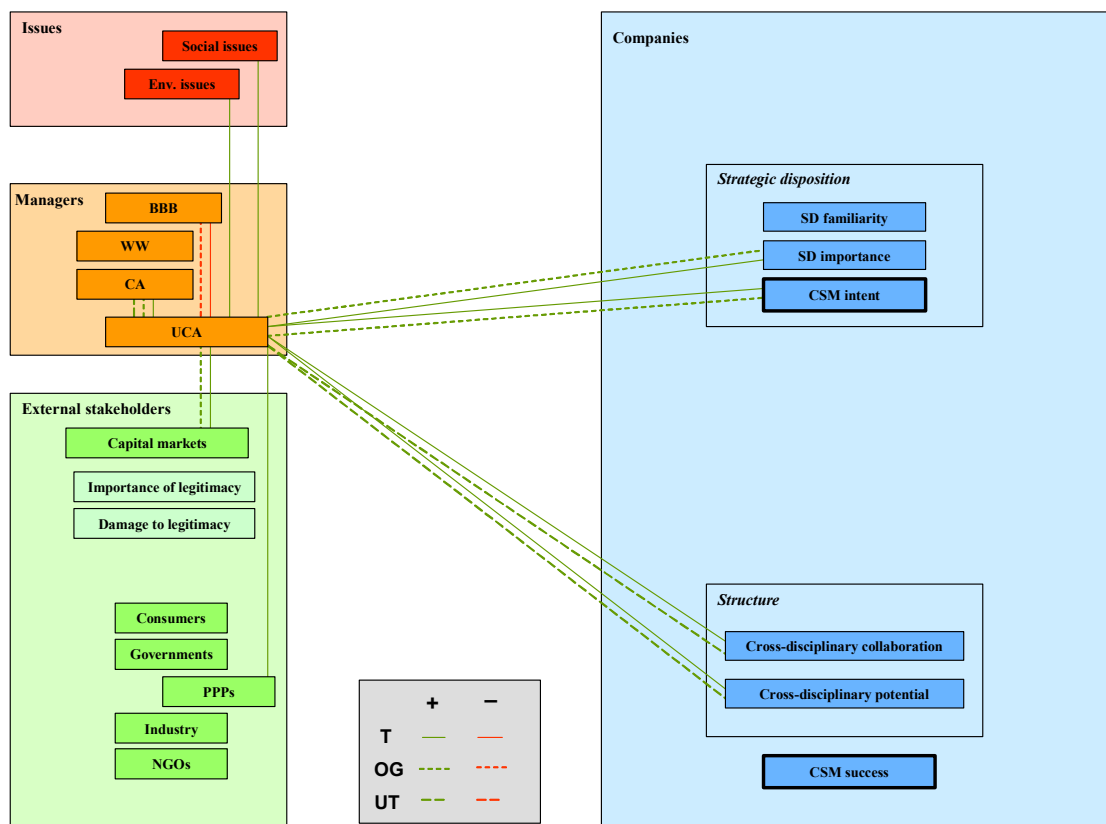 Issues
Social issues
Env. issues
Managers
BBB
WW
CA
UCA
External stakeholders
Capital markets
Importance of legitimacy
Damage to legitimacy
Consumers
Governments
PPPs
Industry
NGOs
+ −
T
OG
UT
Companies
Strategic disposition
SD familiarity
SD importance
CSM intent
Structure
Cross-disciplinary collaboration
Cross-disciplinary potential
CSM success